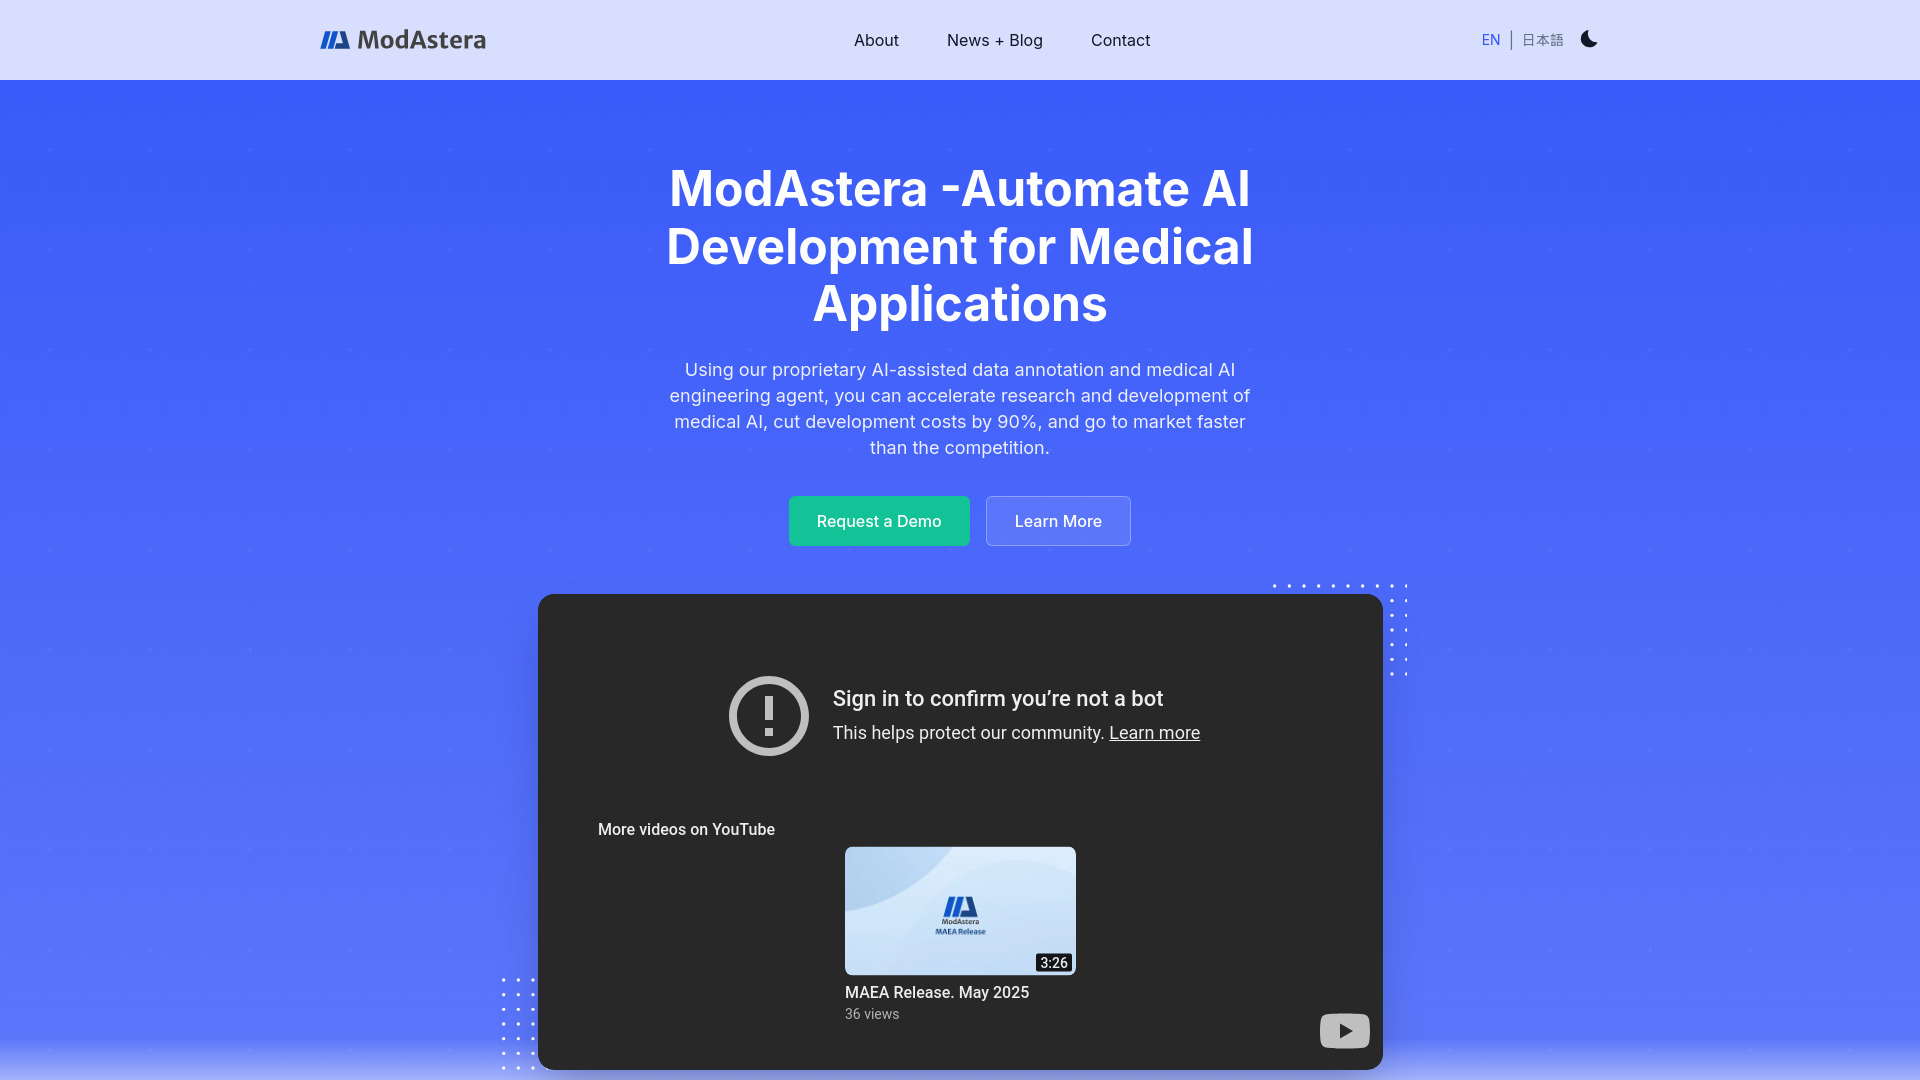 ModAstera
About
News + Blog
Contact
EN | 日本語
ModAstera -Automate AI
Development for Medical
Applications
Using our proprietary AI-assisted data annotation and medical AI
engineering agent, you can accelerate research and development of
medical AI, cut development costs by 90%, and go to market faster
than the competition.
Request a Demo
Learn More
Sign in to confirm you’re not a bot
This helps protect our community. Learn more
More videos on YouTube
ModAstera
MAEA Release
3:26
MAEA Release. May 2025
36 views